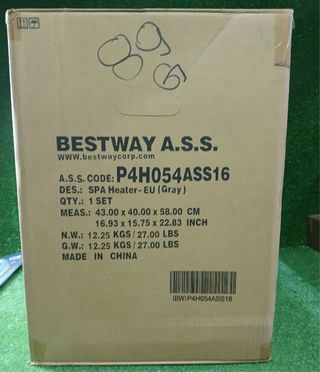 BESTWAY A.S.S.
www.bestwaycorp.com
A.S.S. CODE: P4H054ASS16
DES.: SPA Heater-EU (Gray)
QTY.: 1 SET
MEAS.: 43.00 x 40.00 x 58.00 CM
16.93 x 15.75 x 22.83 INCH
N.W.: 12.25 KGS/27.00 LBS
G.W.: 12.25 KGS/27.00 LBS
MADE IN CHINA
(BW)P4H054ASS16